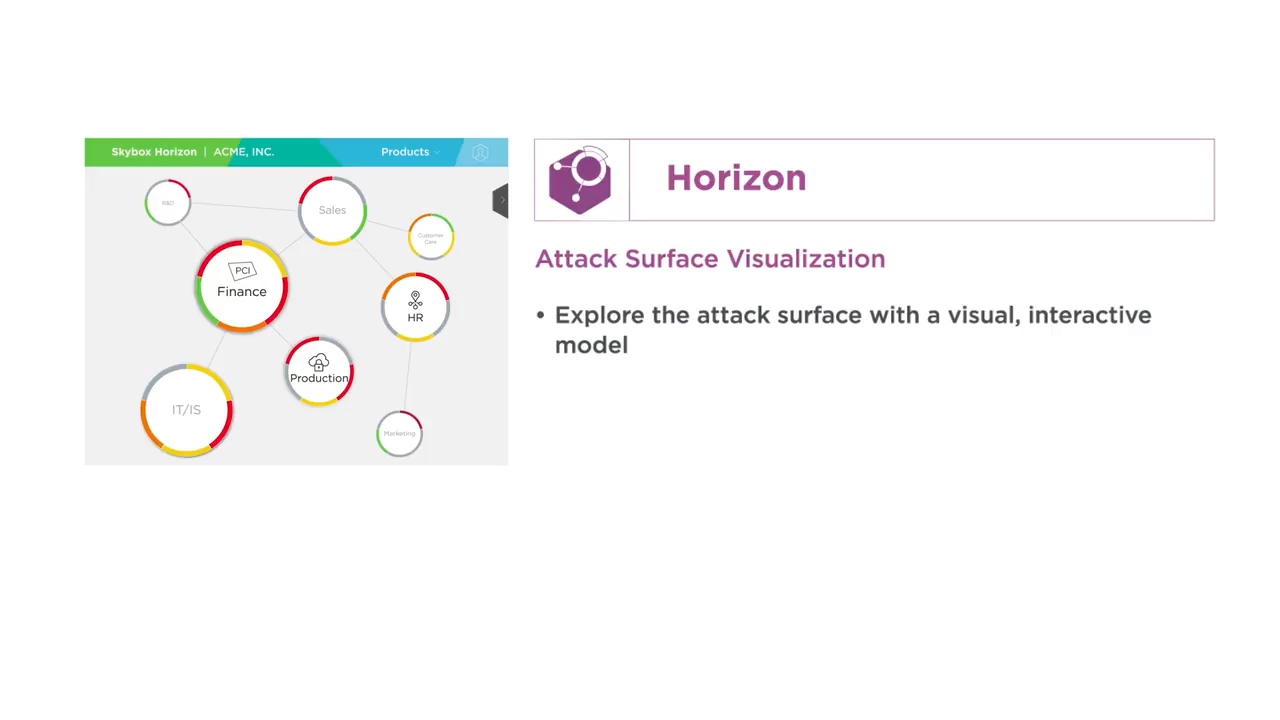 Skybox Horizon | ACME, INC.
Products
R&D
Sales
Customer
Care
PCI
Finance
HR
Production
IT/IS
Marketing
Horizon
Attack Surface Visualization
• Explore the attack surface with a visual, interactive
model